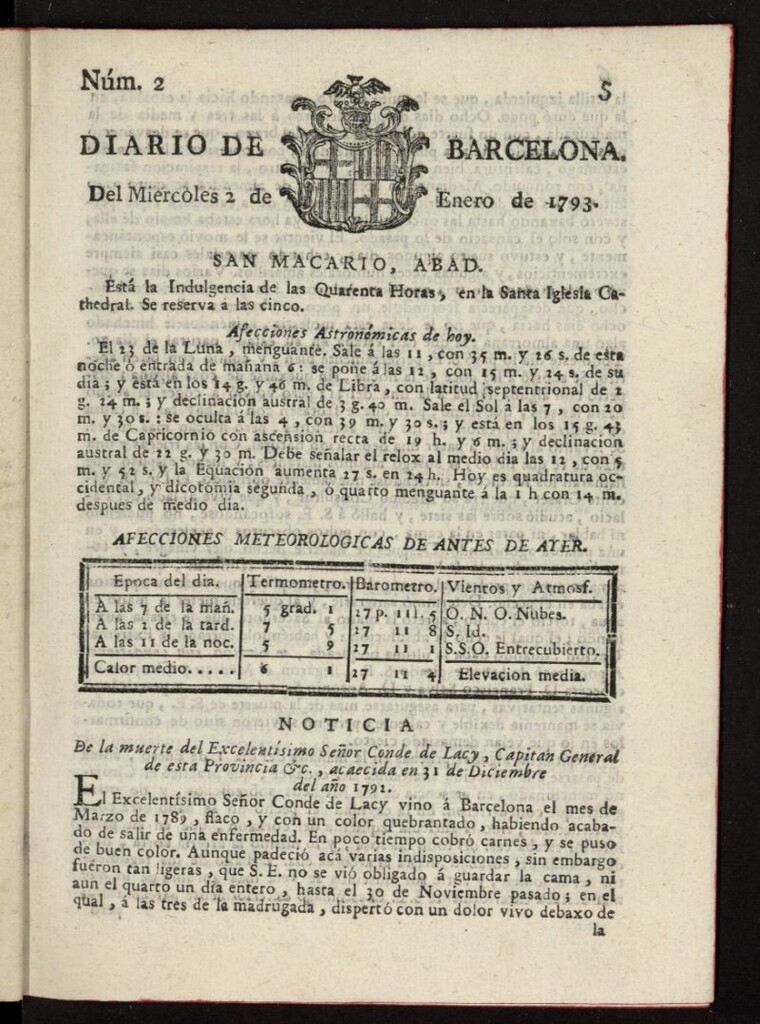 Núm. 2
5
DIARIO DE BARCELONA.
Del Miercoles 2 de Enero de 1793.
SAN MACARIO, ABAD.
Está la Indulgencia de las Quarenta Horas, en la Santa Iglesia Ca-
thedral. Se reserva á las cinco.
Afecciones Astronómicas de hoy.
El 23 de la Luna, menguante. Sale á las 11, con 35 m. y 26 s. de esta
noche ó entrada de mañana 6: se pone á las 12, con 15 m. y 24 s. de su
dia; y está en los 14 g. y 46 m. de Libra, con latitud septentrional de 2
g. 24 m.; y declinacion austral de 3 g. 40 m. Sale el Sol á las 7, con 20
m. y 30 s.: se oculta á las 4, con 39 m. y 30 s.; y está en los 15 g. 43
m. de Capricornio con ascension recta de 19 h. y 6 m.; y declinacion
austral de 22 g. y 30 m. Debe señalar el relox al medio dia las 12, con 5
m. y 52 s. y la Equación aumenta 27 s. en 24 h. Hoy es quadratura oc-
cidental, y dicotomia segunda, ó quarto menguante á la 1 h con 14 m.
despues de medio dia.
AFECCIONES METEOROLOGICAS DE ANTES DE AYER.
Epoca del dia. Termometro. Barometro. Vientos y Atmosf.
A las 7 de la mañ. 5 grad. 1 27 p. 11 l. 5 O. N. O. Nubes.
A las 2 de la tard. 7 5 27 11 8 S. Id.
A las 11 de la noc. 5 9 27 11 1 S.S.O. Entrecubierto.
Calor medio..... 6 1 27 11 4 Elevacion media.
NOTICIA
De la muerte del Excelentísimo Señor Conde de Lacy, Capitan General
de esta Provincia &c., acaecida en 31 de Diciembre
del año 1792.
El Excelentísimo Señor Conde de Lacy vino á Barcelona el mes de
Marzo de 1789, flaco, y con un color quebrantado, habiendo acaba-
do de salir de una enfermedad. En poco tiempo cobró carnes, y se puso
de buen color. Aunque padeció acá varias indisposiciones, sin embargo
fueron tan ligeras, que S. E. no se vió obligado á guardar la cama, ni
aun el quarto un dia entero, hasta el 30 de Noviembre pasado; en el
qual, á las tres de la madrugada, dispertó con un dolor vivo debaxo de
la